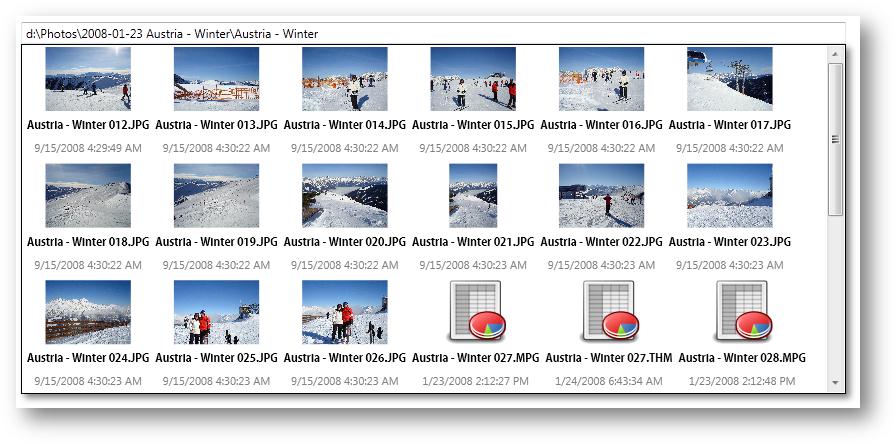 d:\Photos\2008-01-23 Austria - Winter\Austria - Winter
Austria - Winter 012.JPG Austria - Winter 013.JPG Austria - Winter 014.JPG Austria - Winter 015.JPG Austria - Winter 016.JPG Austria - Winter 017.JPG
9/15/2008 4:29:49 AM 9/15/2008 4:30:22 AM 9/15/2008 4:30:22 AM 9/15/2008 4:30:22 AM 9/15/2008 4:30:22 AM 9/15/2008 4:30:22 AM
Austria - Winter 018.JPG Austria - Winter 019.JPG Austria - Winter 020.JPG Austria - Winter 021.JPG Austria - Winter 022.JPG Austria - Winter 023.JPG
9/15/2008 4:30:22 AM 9/15/2008 4:30:22 AM 9/15/2008 4:30:22 AM 9/15/2008 4:30:23 AM 9/15/2008 4:30:23 AM 9/15/2008 4:30:23 AM
Austria - Winter 024.JPG Austria - Winter 025.JPG Austria - Winter 026.JPG Austria - Winter 027.MPG Austria - Winter 027.THM Austria - Winter 028.MPG
9/15/2008 4:30:23 AM 9/15/2008 4:30:23 AM 9/15/2008 4:30:23 AM 1/23/2008 2:12:27 PM 1/24/2008 6:43:34 AM 1/23/2008 2:12:48 PM